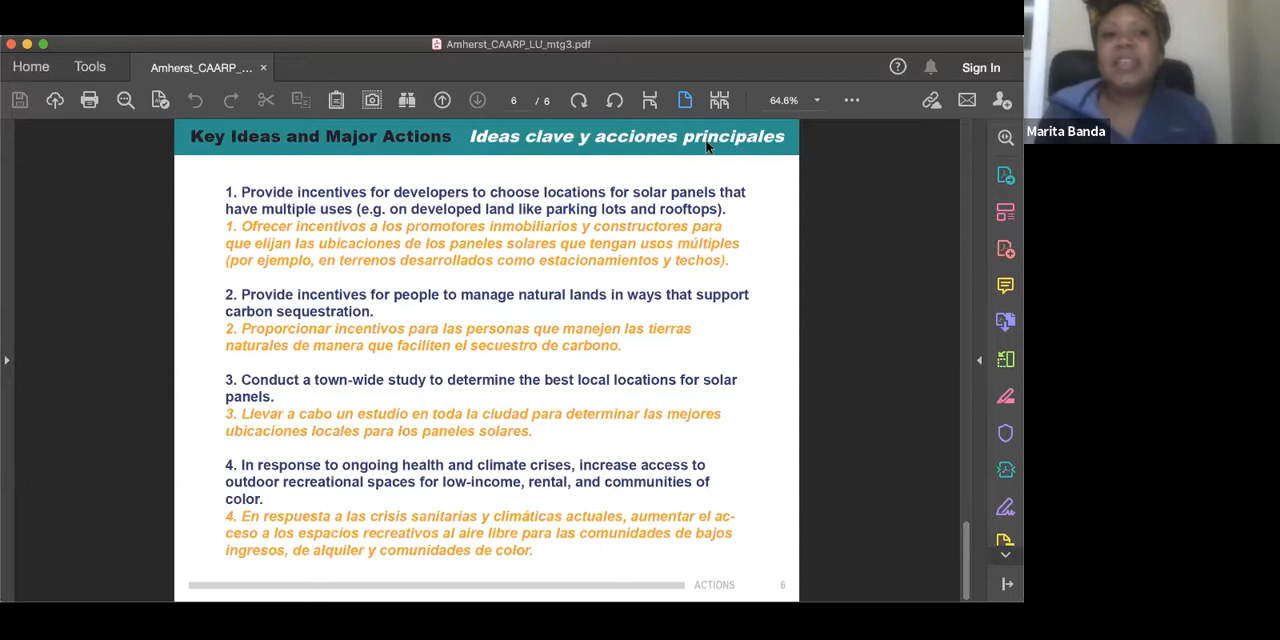 Amherst_CAARP_LU_mtg3.pdf
Home
Tools
Amherst_CAARP_...
Sign In
6 / 6
64.6%
Marita Banda
Key Ideas and Major Actions Ideas clave y acciones principales
1. Provide incentives for developers to choose locations for solar panels that
have multiple uses (e.g. on developed land like parking lots and rooftops).
1. Ofrecer incentivos a los promotores inmobiliarios y constructores para
que elijan las ubicaciones de los paneles solares que tengan usos múltiples
(por ejemplo, en terrenos desarrollados como estacionamientos y techos).
2. Provide incentives for people to manage natural lands in ways that support
carbon sequestration.
2. Proporcionar incentivos para las personas que manejen las tierras
naturales de manera que faciliten el secuestro de carbono.
3. Conduct a town-wide study to determine the best local locations for solar
panels.
3. Llevar a cabo un estudio en toda la ciudad para determinar las mejores
ubicaciones locales para los paneles solares.
4. In response to ongoing health and climate crises, increase access to
outdoor recreational spaces for low-income, rental, and communities of
color.
4. En respuesta a las crisis sanitarias y climáticas actuales, aumentar el ac-
ceso a los espacios recreativos al aire libre para las comunidades de bajos
ingresos, de alquiler y comunidades de color.
ACTIONS 6